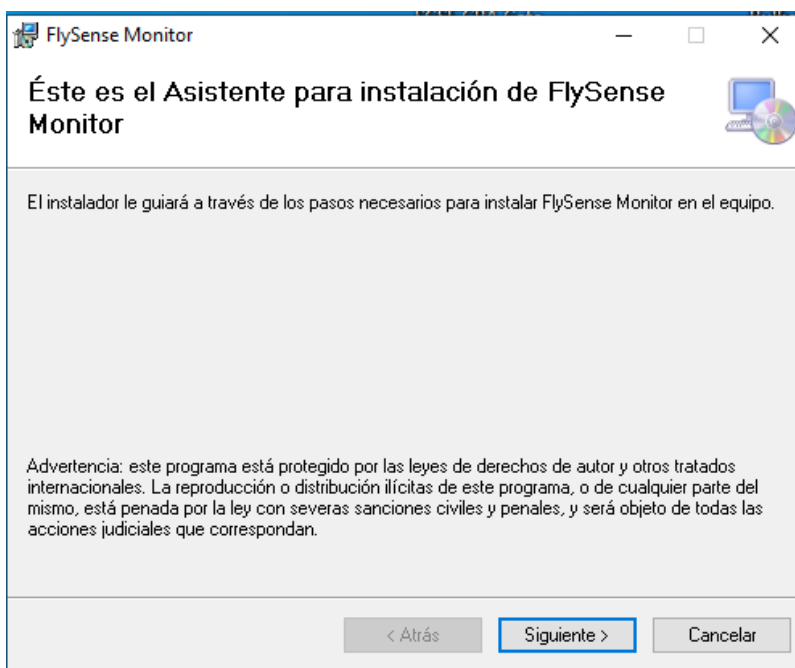 FlySense Monitor
Éste es el Asistente para instalación de FlySense
Monitor
El instalador le guiará a través de los pasos necesarios para instalar FlySense Monitor en el equipo.
Advertencia: este programa está protegido por las leyes de derechos de autor y otros tratados
internacionales. La reproducción o distribución ilícitas de este programa, o de cualquier parte del
mismo, está penada por la ley con severas sanciones civiles y penales, y será objeto de todas las
acciones judiciales que correspondan.
< Atrás
Siguiente >
Cancelar